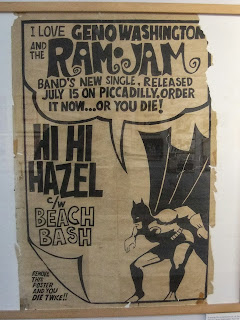 I LOVE GENO WASHINGTON
AND THE RAM·JAM
BAND'S NEW SINGLE. RELEASED
JULY 15 ON PICCADILLY. ORDER
IT NOW...OR YOU DIE!
HI HI
HAZEL
C/W
BEACH
BASH
REMOVE
THIS
POSTER
AND YOU
DIE TWICE!!